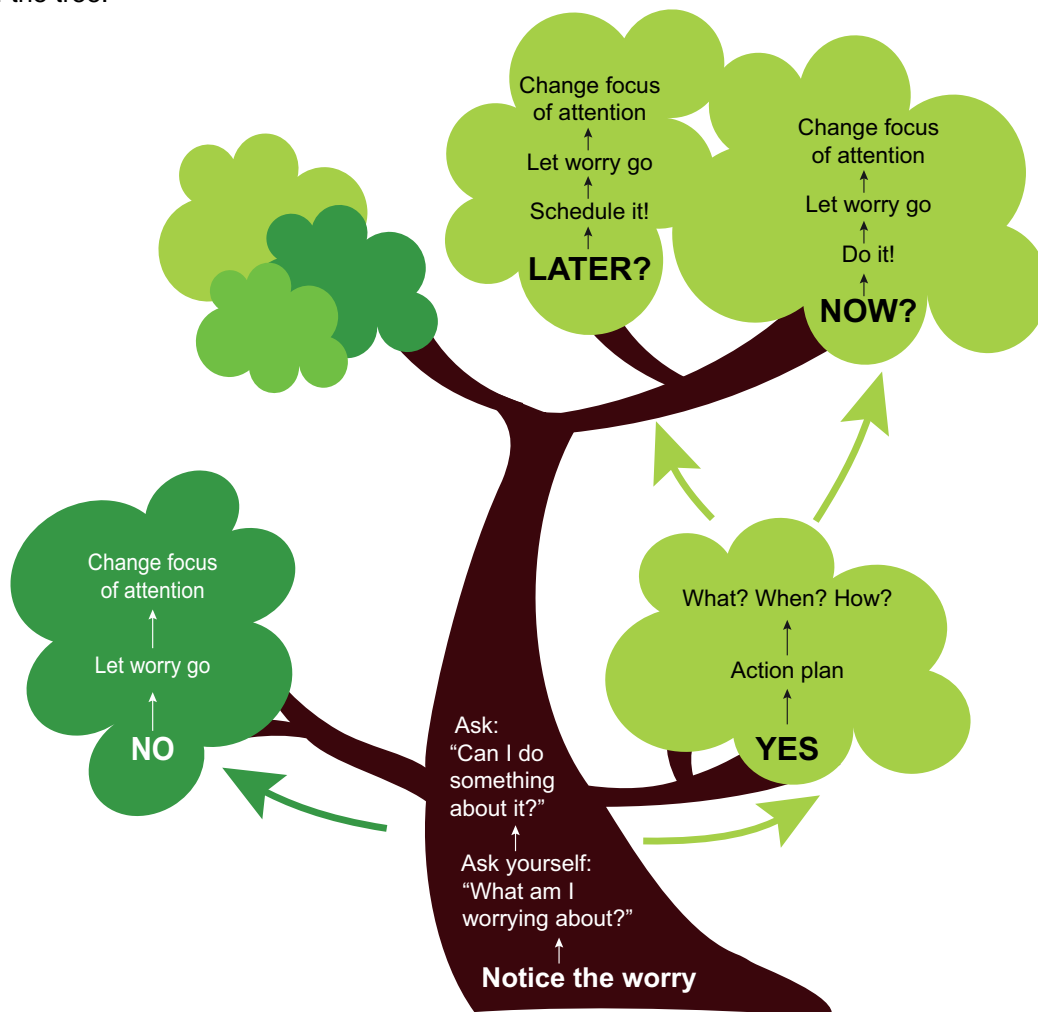 the tree.
Change focus
of attention
Let worry go
Schedule it!
LATER?
Change focus
of attention
Let worry go
Do it!
NOW?
Change focus
of attention
Let worry go
NO
What? When? How?
Action plan
YES
Ask:
“Can I do
something
about it?”
Ask yourself:
“What am I
worrying about?”
Notice the worry